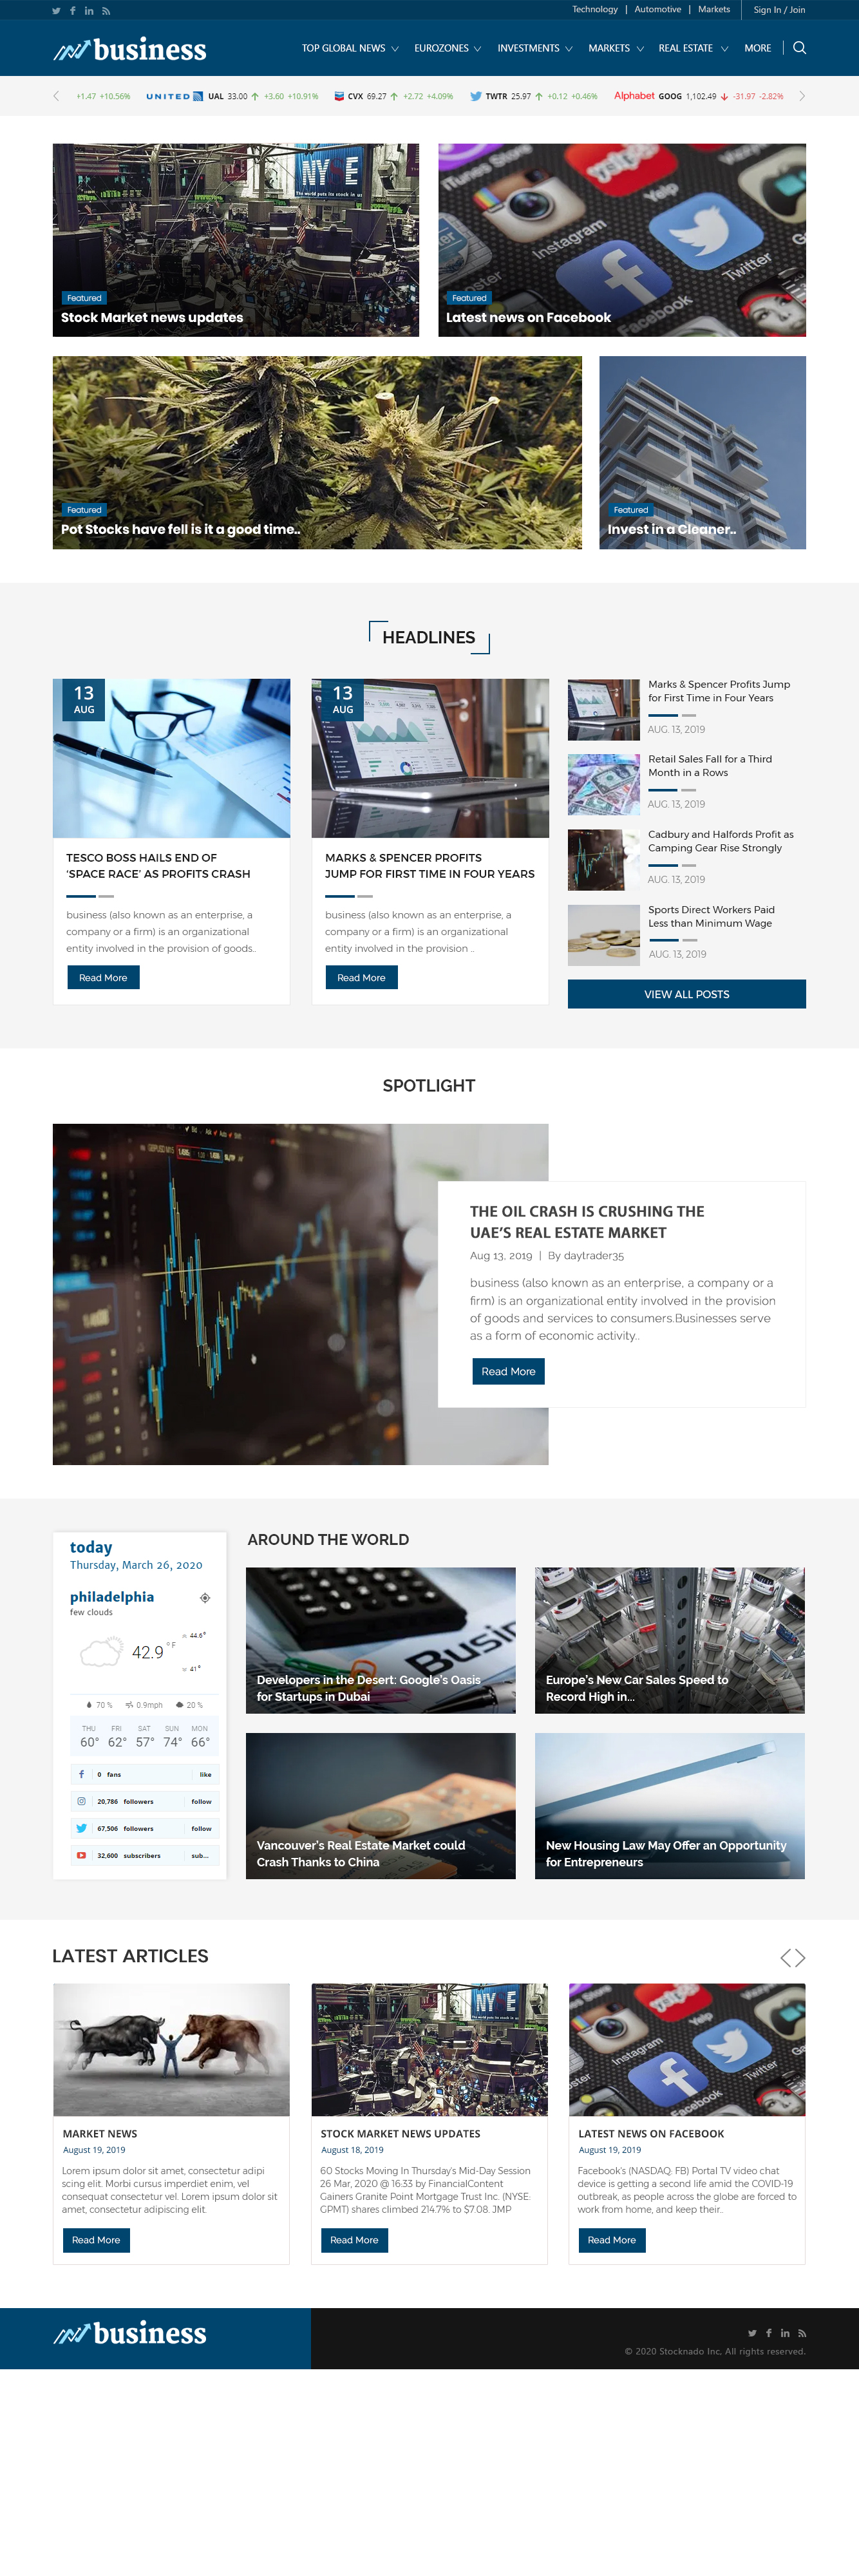 Technology | Automotive | Markets
Sign In / Join
business
TOP GLOBAL NEWS
EUROZONES
INVESTMENTS
MARKETS
REAL ESTATE
MORE
+1.47 +10.56%
UNITED UAL 33.00 +3.60 +10.91%
CVX 69.27 +2.72 +4.09%
TWTR 25.97 +0.12 +0.46%
Alphabet GOOG 1,102.49 -31.97 -2.82%
NYSE
Featured
Stock Market news updates
Yelp
Instagram
Twitter
Facebook
Featured
Latest news on Facebook
Featured
Pot Stocks have fell is it a good time..
Featured
Invest in a Cleaner..
HEADLINES
13
AUG
TESCO BOSS HAILS END OF
‘SPACE RACE’ AS PROFITS CRASH
business (also known as an enterprise, a
company or a firm) is an organizational
entity involved in the provision of goods..
Read More
13
AUG
MARKS & SPENCER PROFITS
JUMP FOR FIRST TIME IN FOUR YEARS
business (also known as an enterprise, a
company or a firm) is an organizational
entity involved in the provision ..
Read More
Marks & Spencer Profits Jump
for First Time in Four Years
AUG. 13, 2019
Retail Sales Fall for a Third
Month in a Rows
AUG. 13, 2019
Cadbury and Halfords Profit as
Camping Gear Rise Strongly
AUG. 13, 2019
Sports Direct Workers Paid
Less than Minimum Wage
AUG. 13, 2019
VIEW ALL POSTS
SPOTLIGHT
THE OIL CRASH IS CRUSHING THE
UAE’S REAL ESTATE MARKET
Aug 13, 2019 | By daytrader35
business (also known as an enterprise, a company or a
firm) is an organizational entity involved in the provision
of goods and services to consumers.Businesses serve
as a form of economic activity..
Read More
today
Thursday, March 26, 2020
philadelphia
few clouds
42.9 °F
44.6°
41°
70 % 0.9mph 20 %
THU FRI SAT SUN MON
60° 62° 57° 74° 66°
0 fans like
20,786 followers follow
67,506 followers follow
32,600 subscribers sub...
AROUND THE WORLD
Developers in the Desert: Google’s Oasis
for Startups in Dubai
Europe’s New Car Sales Speed to
Record High in...
Vancouver’s Real Estate Market could
Crash Thanks to China
New Housing Law May Offer an Opportunity
for Entrepreneurs
LATEST ARTICLES
MARKET NEWS
August 19, 2019
Lorem ipsum dolor sit amet, consectetur adipi
scing elit. Morbi cursus imperdiet enim, vel
consequat consectetur vel. Lorem ipsum dolor sit
amet, consectetur adipiscing elit.
Read More
NYSE
STOCK MARKET NEWS UPDATES
August 18, 2019
60 Stocks Moving In Thursday's Mid-Day Session
26 Mar, 2020 @ 16:33 by FinancialContent
Gainers Granite Point Mortgage Trust Inc. (NYSE:
GPMT) shares climbed 214.7% to $7.08. JMP
Read More
Yelp
Instagram
Twitter
Facebook
LATEST NEWS ON FACEBOOK
August 19, 2019
Facebook's (NASDAQ: FB) Portal TV video chat
device is getting a second life amid the COVID-19
outbreak, as people across the globe are forced to
work from home, and keep their..
Read More
business
© 2020 Stocknado Inc. All rights reserved.